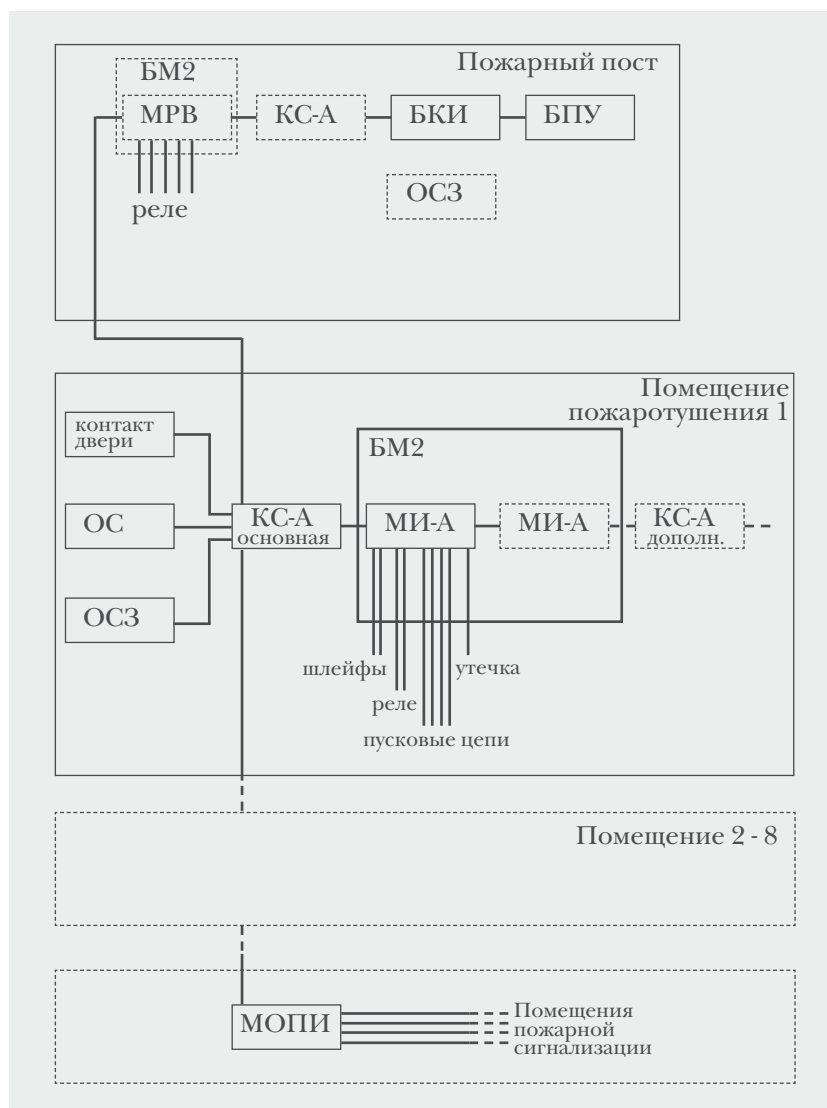 Пожарный пост
БМ2
МРВ
КС-А
БКИ
БПУ
ОСЗ
реле
Помещение
пожаротушения 1
контакт
двери
БМ2
ОС
КС-А
основная
МИ-А
МИ-А
КС-А
дополн.
ОСЗ
шлейфы
утечка
реле
пусковые цепи
Помещение 2 - 8
МОПИ
Помещения
пожарной
сигнализации